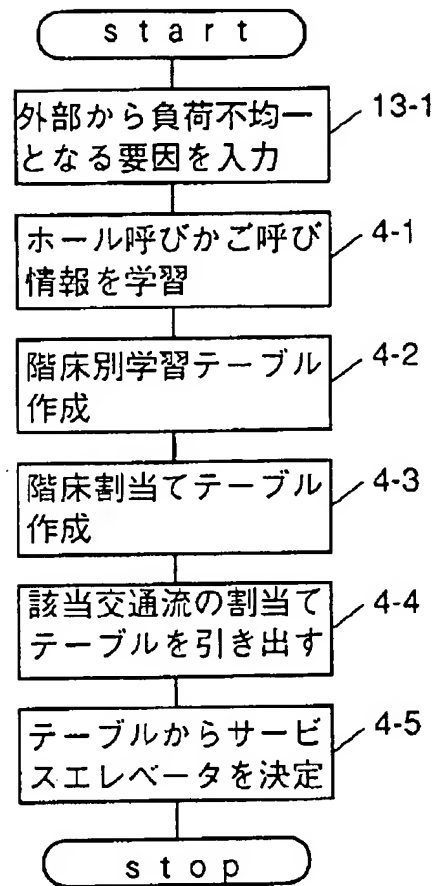 start
外部から負荷不均一
となる要因を入力
13-1
ホール呼びかご呼び
情報を学習
4-1
階床別学習テーブル
作成
4-2
階床割当てテーブル
作成
4-3
該当交通流の割当て
テーブルを引き出す
4-4
テーブルからサービ
スエレベータを決定
4-5
stop